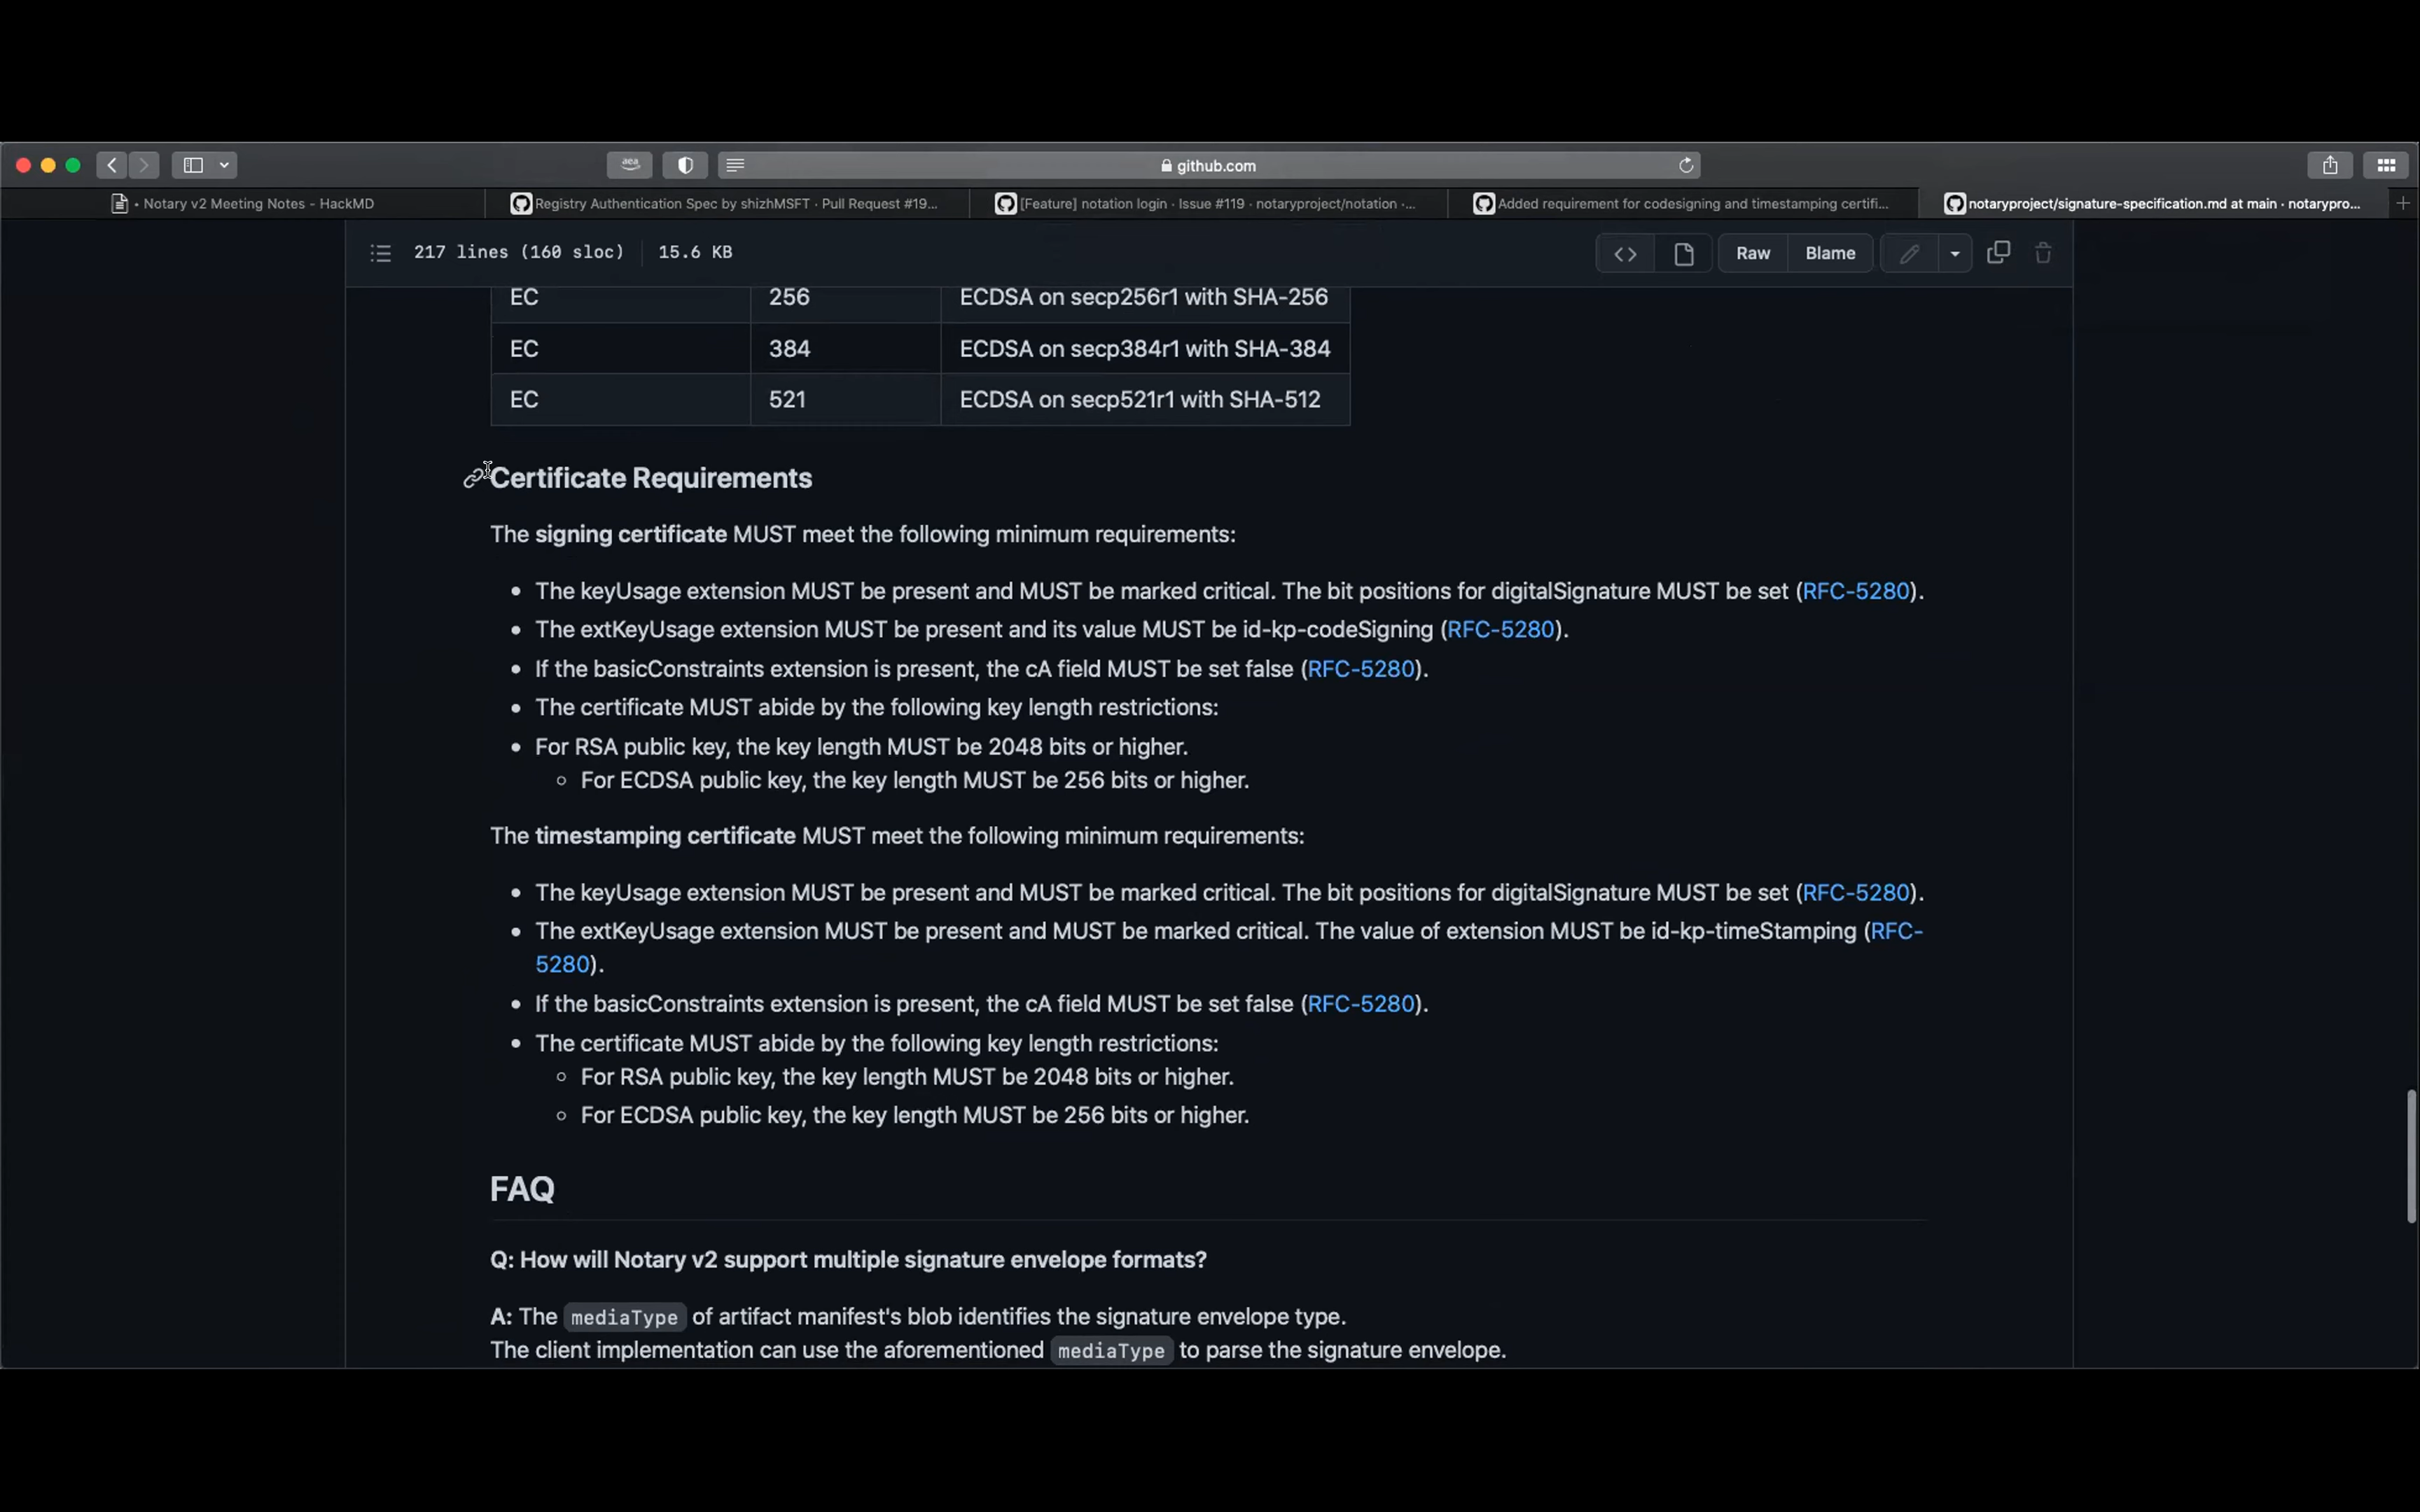 aea
github.com
• Notary v2 Meeting Notes - HackMD
Registry Authentication Spec by shizhMSFT · Pull Request #19...
[Feature] notation login · Issue #119 · notaryproject/notation ·...
Added requirement for codesigning and timestamping certifi...
notaryproject/signature-specification.md at main · notarypro...
217 lines (160 sloc)
15.6 KB
Raw
Blame
EC 256 ECDSA on secp256r1 with SHA-256
EC 384 ECDSA on secp384r1 with SHA-384
EC 521 ECDSA on secp521r1 with SHA-512
Certificate Requirements
The signing certificate MUST meet the following minimum requirements:
• The keyUsage extension MUST be present and MUST be marked critical. The bit positions for digitalSignature MUST be set (RFC-5280).
• The extKeyUsage extension MUST be present and its value MUST be id-kp-codeSigning (RFC-5280).
• If the basicConstraints extension is present, the cA field MUST be set false (RFC-5280).
• The certificate MUST abide by the following key length restrictions:
• For RSA public key, the key length MUST be 2048 bits or higher.
○ For ECDSA public key, the key length MUST be 256 bits or higher.
The timestamping certificate MUST meet the following minimum requirements:
• The keyUsage extension MUST be present and MUST be marked critical. The bit positions for digitalSignature MUST be set (RFC-5280).
• The extKeyUsage extension MUST be present and MUST be marked critical. The value of extension MUST be id-kp-timeStamping (RFC-
5280).
• If the basicConstraints extension is present, the cA field MUST be set false (RFC-5280).
• The certificate MUST abide by the following key length restrictions:
○ For RSA public key, the key length MUST be 2048 bits or higher.
○ For ECDSA public key, the key length MUST be 256 bits or higher.
FAQ
Q: How will Notary v2 support multiple signature envelope formats?
A: The mediaType of artifact manifest's blob identifies the signature envelope type.
The client implementation can use the aforementioned mediaType to parse the signature envelope.